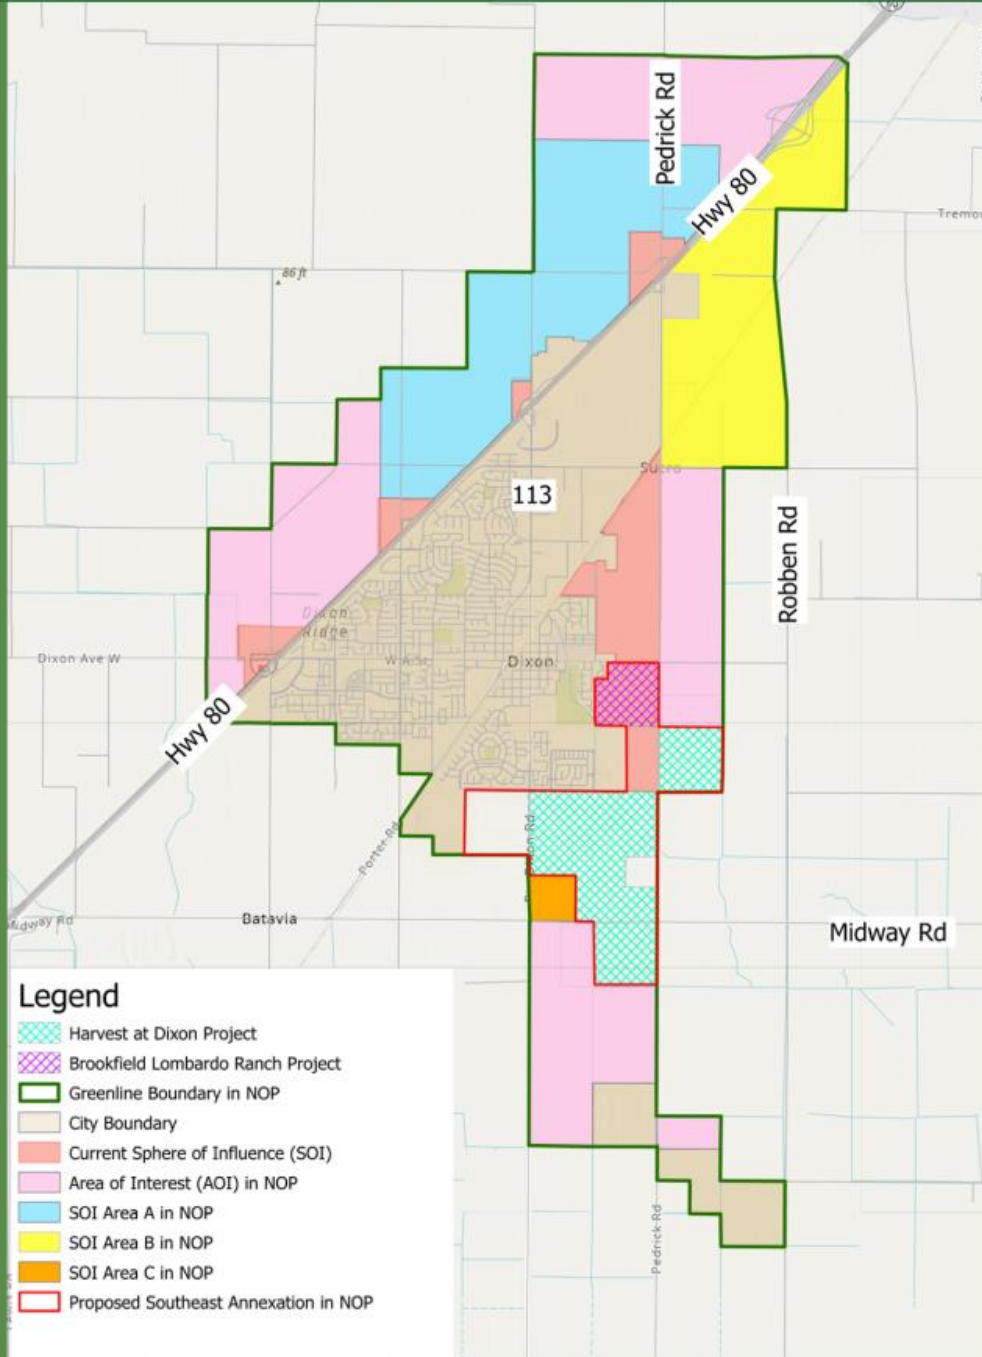 Pedrick Rd
Hwy 80
Tremo
86 ft
Sucro
113
Robben Rd
Dixon
Ridge
Dixon Ave W
W A St
Dixon
80
Hwy 80
Porter Rd
Rd
Midway Rd
Batavia
Midway Rd
Legend
Harvest at Dixon Project
Brookfield Lombardo Ranch Project
Greenline Boundary in NOP
City Boundary
Current Sphere of Influence (SOI)
Area of Interest (AOI) in NOP
SOI Area A in NOP
SOI Area B in NOP
SOI Area C in NOP
Proposed Southeast Annexation in NOP
Pedrick Rd